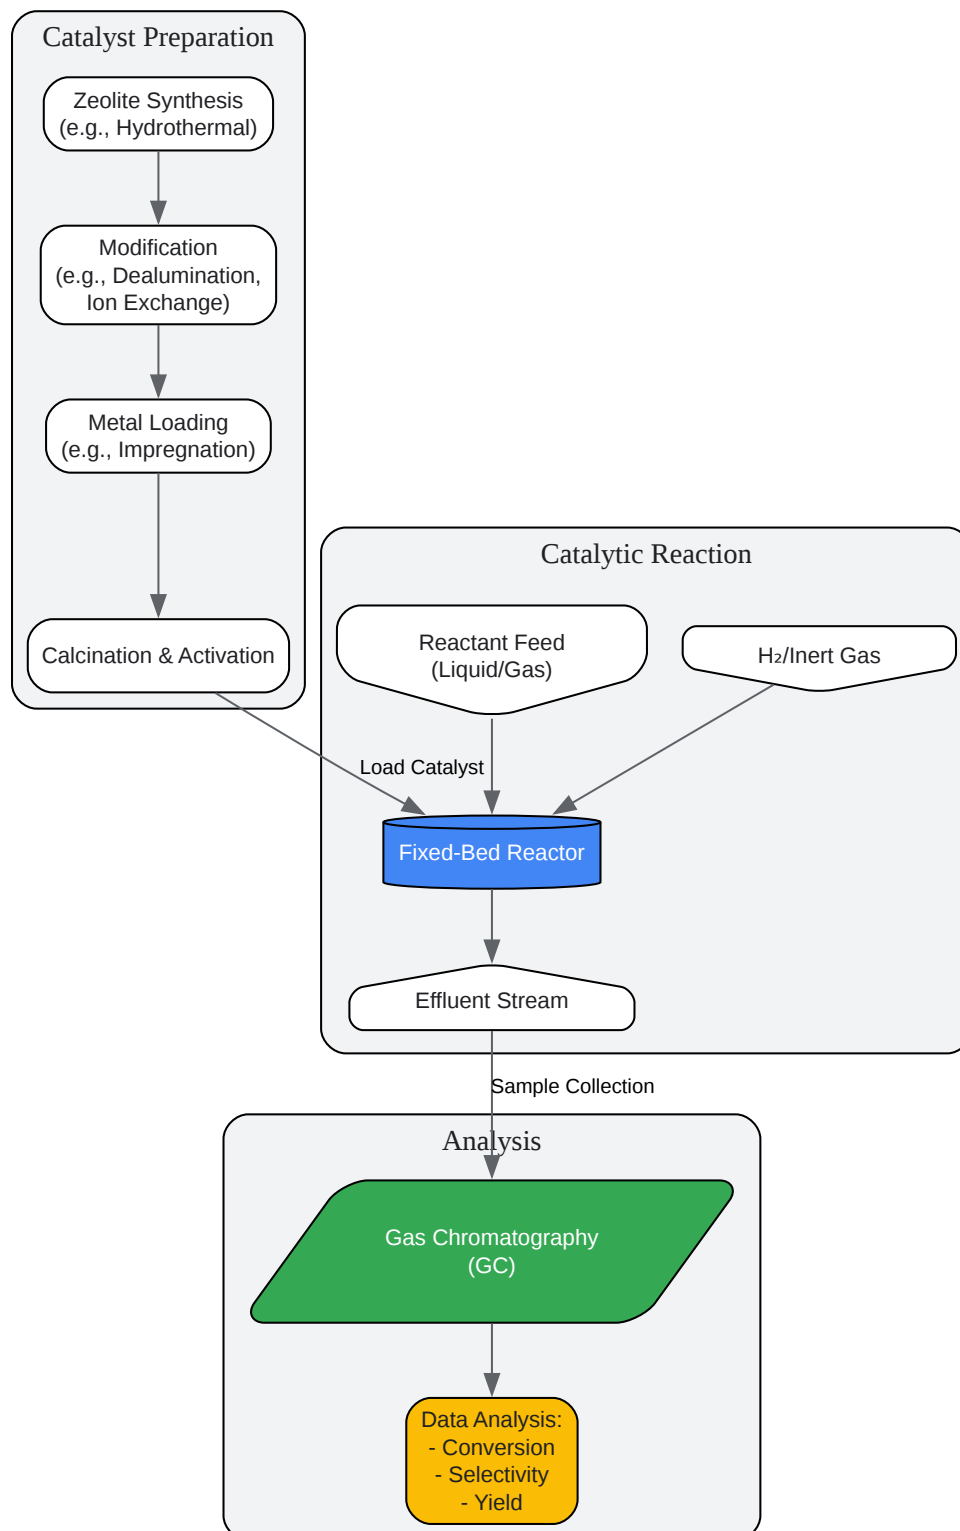 Catalyst Preparation
Zeolite Synthesis
(e.g., Hydrothermal)
Modification
(e.g., Dealumination,
Ion Exchange)
Metal Loading
(e.g., Impregnation)
Calcination & Activation
Catalytic Reaction
Reactant Feed
(Liquid/Gas)
H₂/Inert Gas
Load Catalyst
Fixed-Bed Reactor
Effluent Stream
Sample Collection
Analysis
Gas Chromatography
(GC)
Data Analysis:
- Conversion
- Selectivity
- Yield